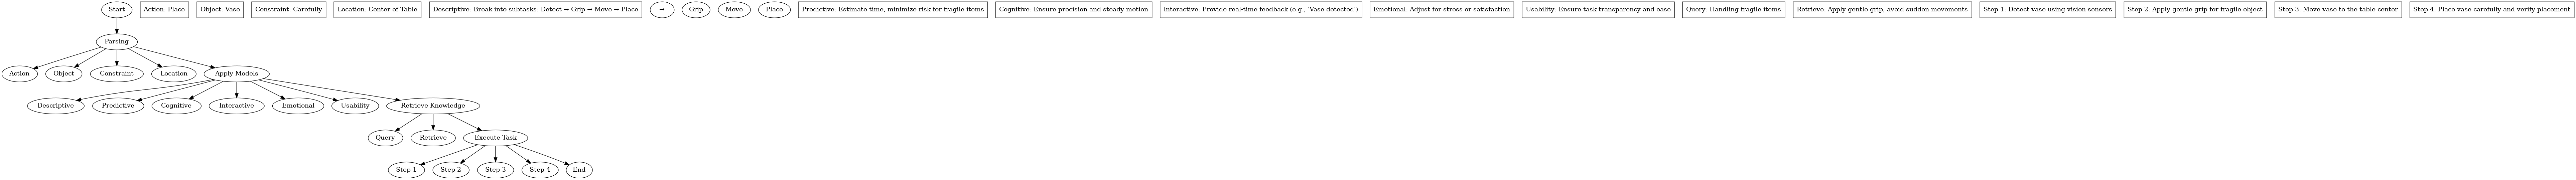 Start
Action: Place
Object: Vase
Constraint: Carefully
Location: Center of Table
Descriptive: Break into subtasks: Detect → Grip → Move → Place
→
Grip
Move
Place
Predictive: Estimate time, minimize risk for fragile items
Cognitive: Ensure precision and steady motion
Interactive: Provide real-time feedback (e.g., 'Vase detected')
Emotional: Adjust for stress or satisfaction
Usability: Ensure task transparency and ease
Query: Handling fragile items
Retrieve: Apply gentle grip, avoid sudden movements
Step 1: Detect vase using vision sensors
Step 2: Apply gentle grip for fragile object
Step 3: Move vase to the table center
Step 4: Place vase carefully and verify placement
Parsing
Action
Object
Constraint
Location
Apply Models
Descriptive
Predictive
Cognitive
Interactive
Emotional
Usability
Retrieve Knowledge
Query
Retrieve
Execute Task
Step 1
Step 2
Step 3
Step 4
End